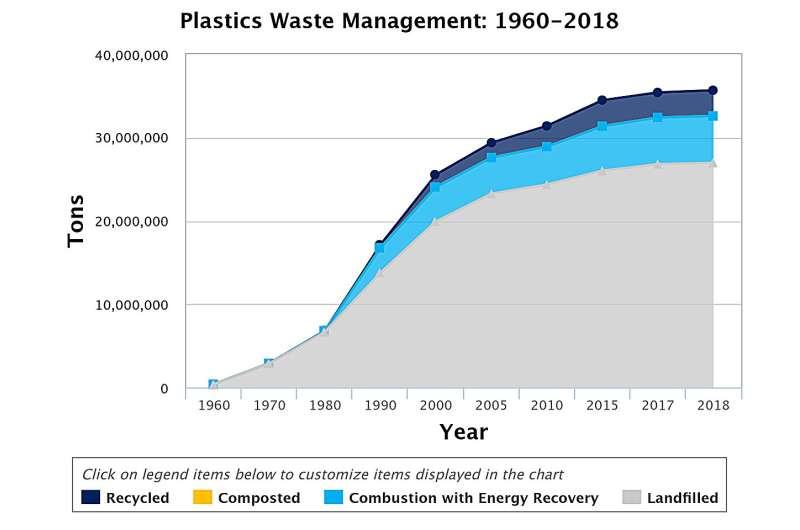 Plastics Waste Management: 1960-2018
40,000,000
30,000,000
20,000,000
10,000,000
0
Tons
1960 1970 1980 1990 2000 2005 2010 2015 2017 2018
Year
Click on legend items below to customize items displayed in the chart
Recycled Composted Combustion with Energy Recovery Landfilled